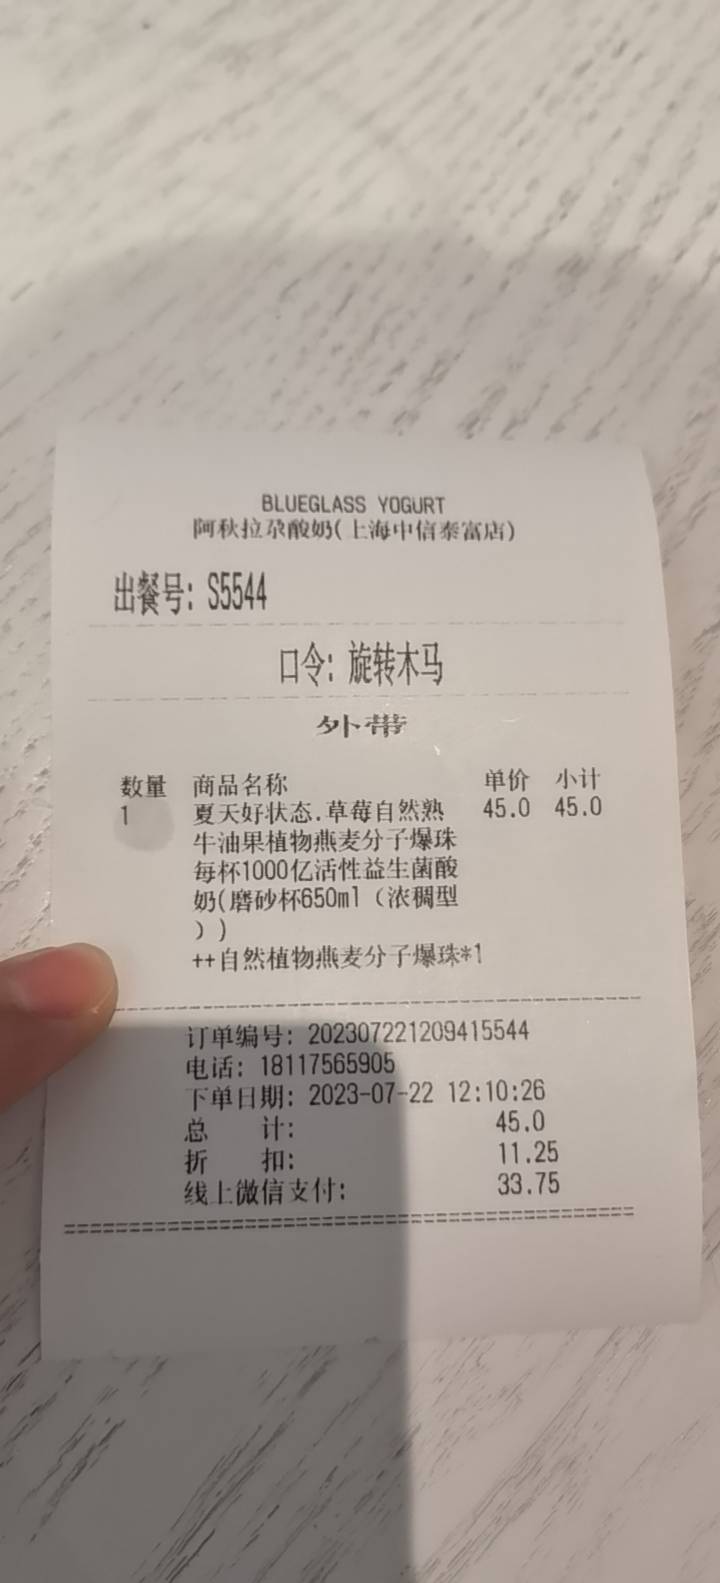 BLUEGLASS YOGURT
阿秋拉尕酸奶(上海中信泰富店)
出餐号: S5544
口令: 旋转木马
外带
数量 商品名称 单价 小计
1 夏天好状态.草莓自然熟 45.0 45.0
牛油果植物燕麦分子爆珠
每杯1000亿活性益生菌酸
奶(磨砂杯650ml（浓稠型
）)
++自然植物燕麦分子爆珠*1
订单编号: 202307221209415544
电话: 18117565905
下单日期: 2023-07-22 12:10:26
总 计: 45.0
折 扣: 11.25
线上微信支付: 33.75